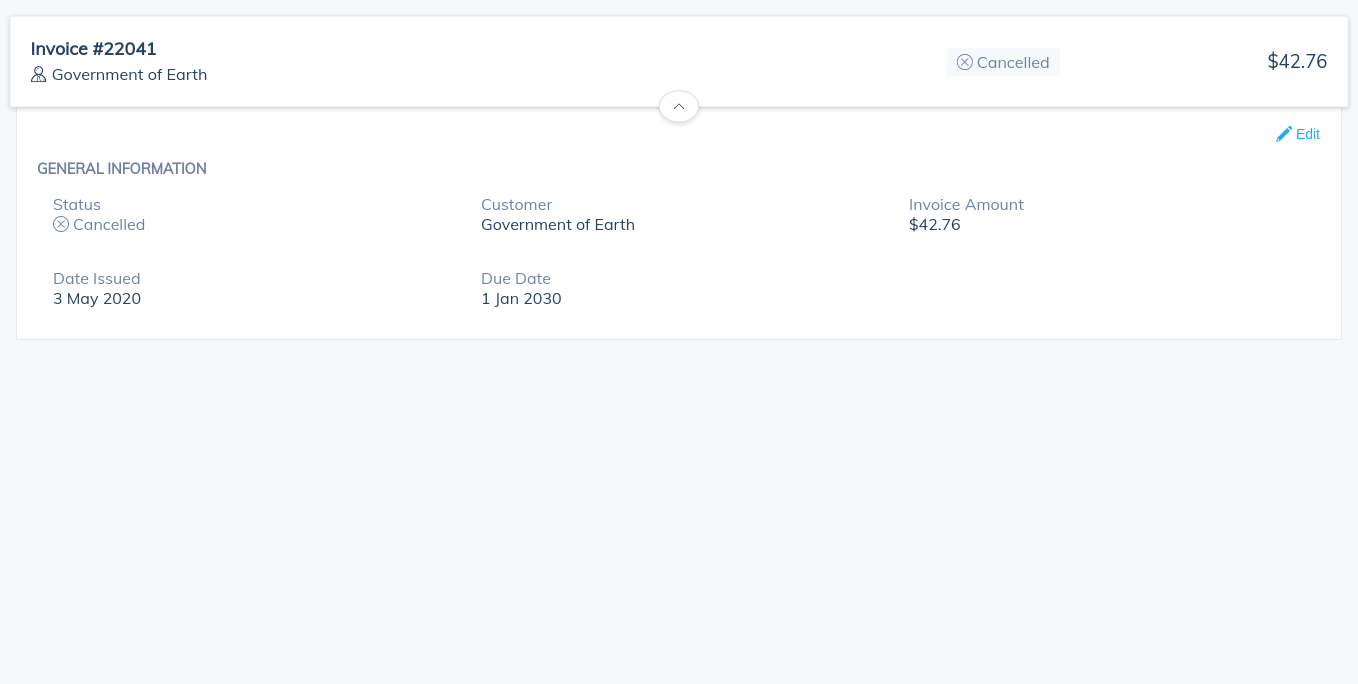 Invoice #22041
Government of Earth
Cancelled
$42.76
Edit
GENERAL INFORMATION
Status
Cancelled
Customer
Government of Earth
Invoice Amount
$42.76
Date Issued
3 May 2020
Due Date
1 Jan 2030